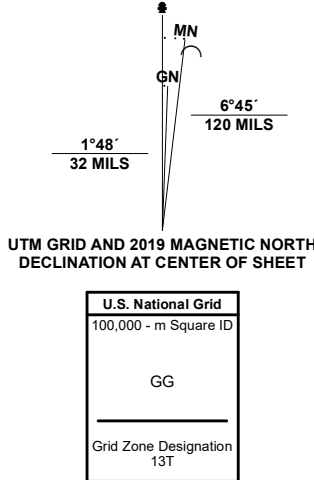 MN
GN
6°45´
120 MILS
1°48´
32 MILS
UTM GRID AND 2019 MAGNETIC NORTH
DECLINATION AT CENTER OF SHEET
U.S. National Grid
100,000 - m Square ID
GG
Grid Zone Designation
13T